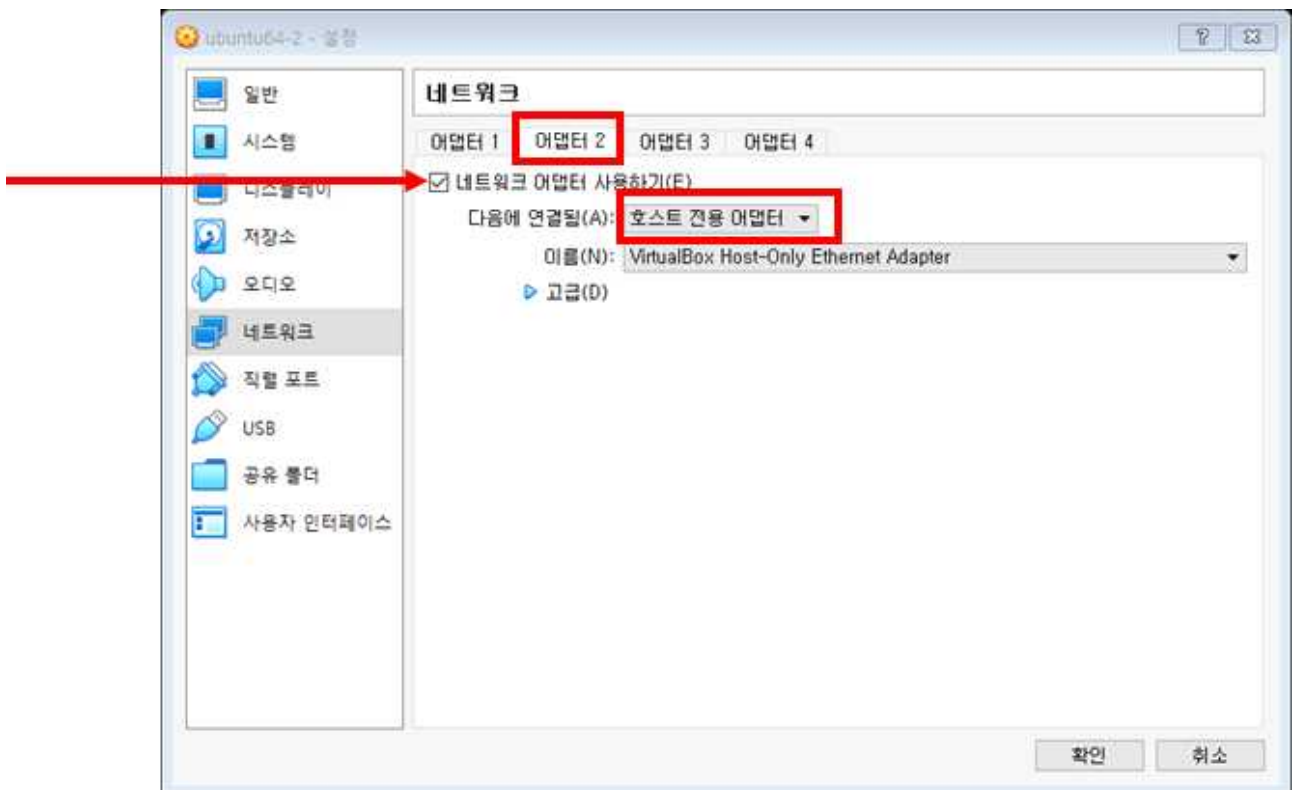 ubuntu64-2 - 설정
일반
시스템
디스플레이
저장소
오디오
네트워크
직렬 포트
USB
공유 폴더
사용자 인터페이스
네트워크
어댑터 1 어댑터 2 어댑터 3 어댑터 4
네트워크 어댑터 사용하기(E)
다음에 연결됨(A): 호스트 전용 어댑터
이름(N): VirtualBox Host-Only Ethernet Adapter
고급(D)
확인 취소